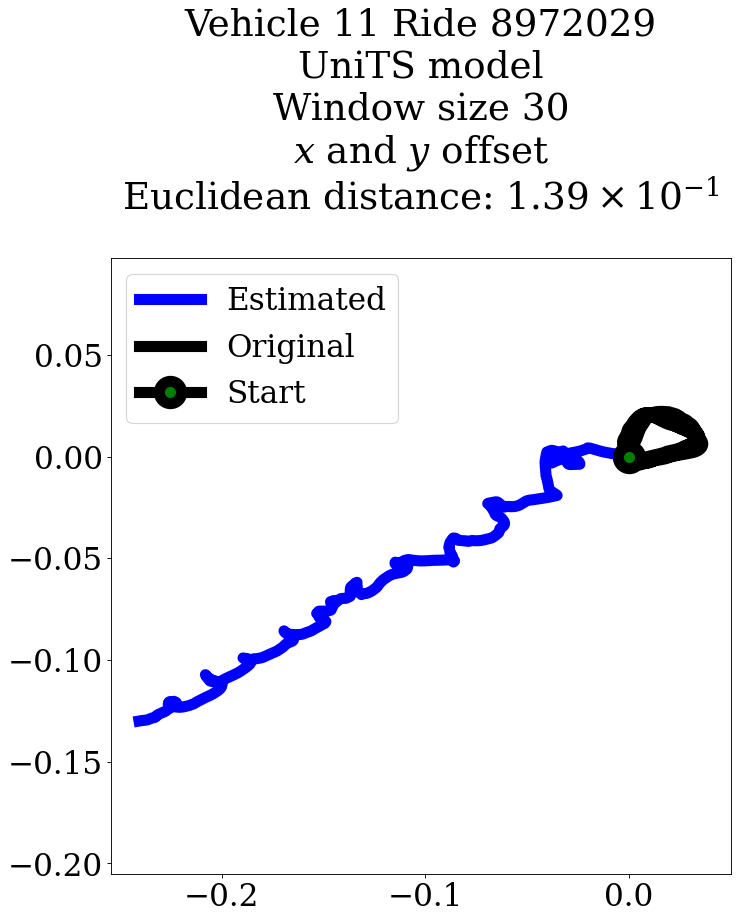 Vehicle 11 Ride 8972029
UniTS model
Window size 30
x and y offset
Euclidean distance: 1.39 × 10⁻¹
Estimated
Original
Start
0.05
0.00
−0.05
−0.10
−0.15
−0.20
−0.2 −0.1 0.0